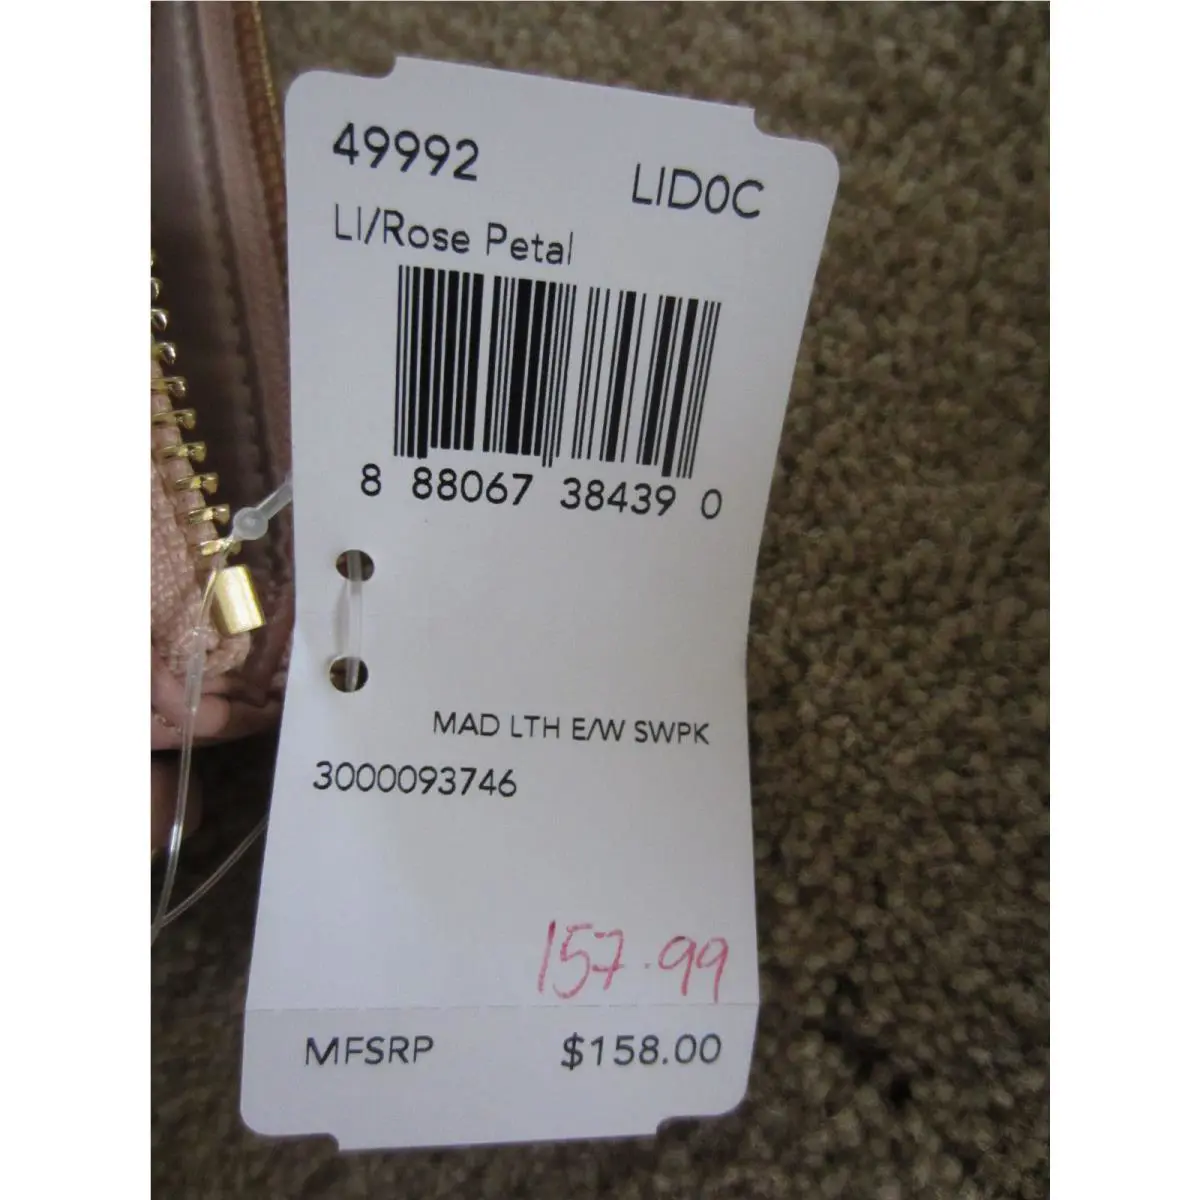 49992 LID0C
LI/Rose Petal
8 88067 38439 0
MAD LTH E/W SWPK
3000093746
157.99
MFSRP $158.00